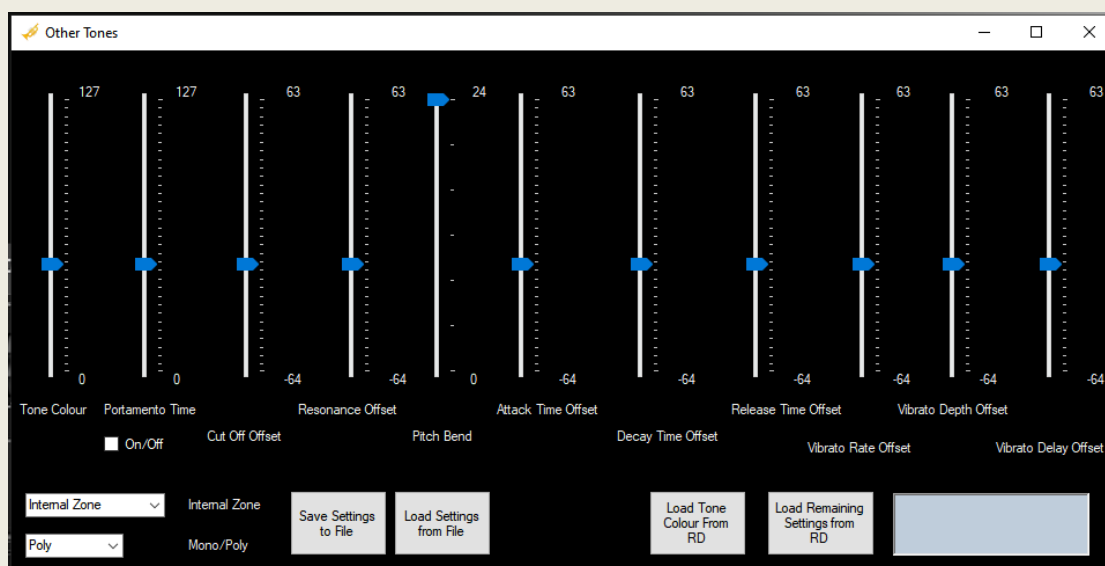 Other Tones
127 127 63 63 24 63 63 63 63 63 63
0 0 -64 -64 0 -64 -64 -64 -64 -64 -64
Tone Colour Portamento Time Resonance Offset Attack Time Offset Release Time Offset Vibrato Depth Offset
On/Off Cut Off Offset Pitch Bend Decay Time Offset Vibrato Rate Offset Vibrato Delay Offset
Internal Zone Internal Zone
Poly Mono/Poly
Save Settings
to File
Load Settings
from File
Load Tone
Colour From
RD
Load Remaining
Settings from
RD